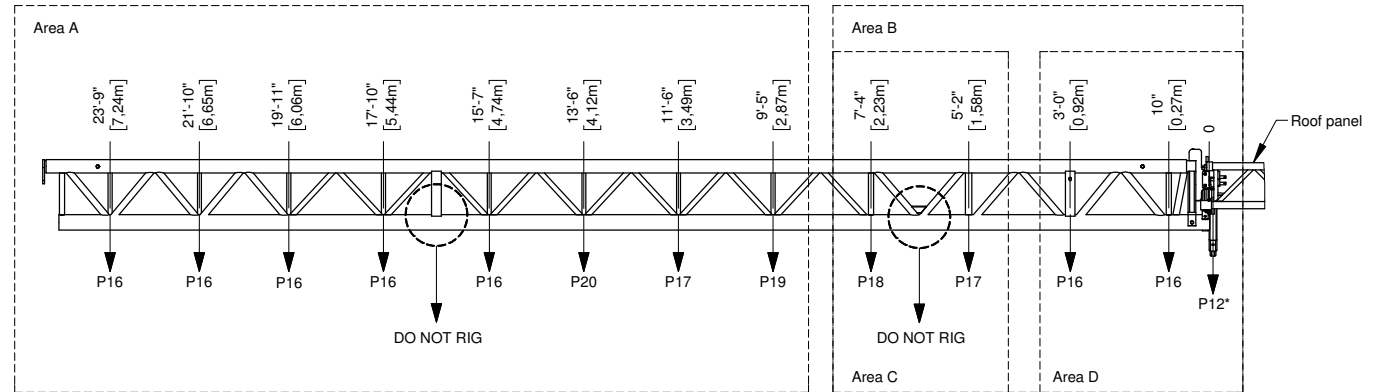 Area A
Area B
23'-9" [7,24m]
21'-10" [6,65m]
19'-11" [6,06m]
17'-10" [5,44m]
15'-7" [4,74m]
13'-6" [4,12m]
11'-6" [3,49m]
9'-5" [2,87m]
7'-4" [2,23m]
5'-2" [1,58m]
3'-0" [0,92m]
10" [0,27m]
0
Roof panel
P16
P16
P16
P16
P16
P20
P17
P19
P18
P17
P16
P16
P12*
DO NOT RIG
DO NOT RIG
Area C
Area D